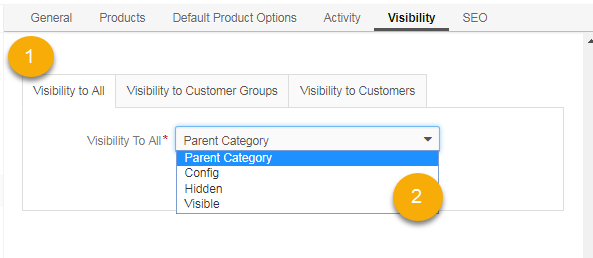 General Products Default Product Options Activity Visibility SEO
1
Visibility to All Visibility to Customer Groups Visibility to Customers
Visibility To All* Parent Category
Parent Category
Config
Hidden
Visible
2